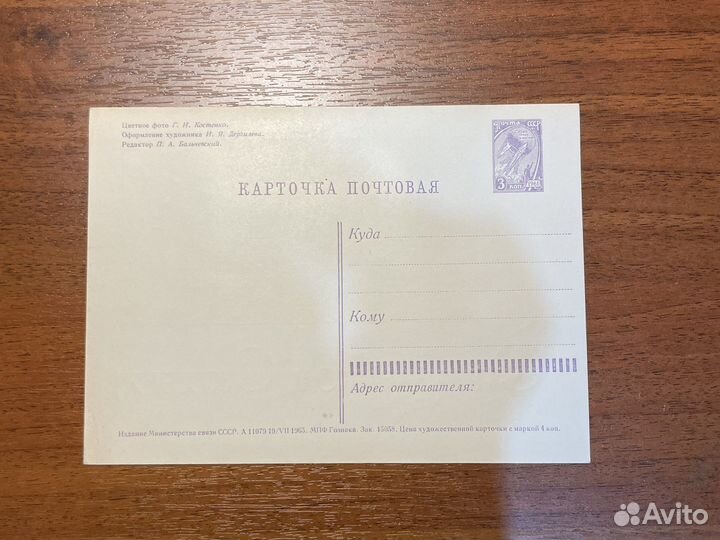 Цветное фото Г. Н. Костенко.
Оформление художника И. Я. Дергилева.
Редактор П. А. Бальчевский.
ПОЧТА СССР
3 КОП.
КАРТОЧКА ПОЧТОВАЯ
Куда
Кому
Адрес отправителя:
Издание Министерства связи СССР. А 11079 19/VII-1965. МПФ Гознака. Зак. 15058. Цена художественной карточки с маркой 4 коп.
Avito